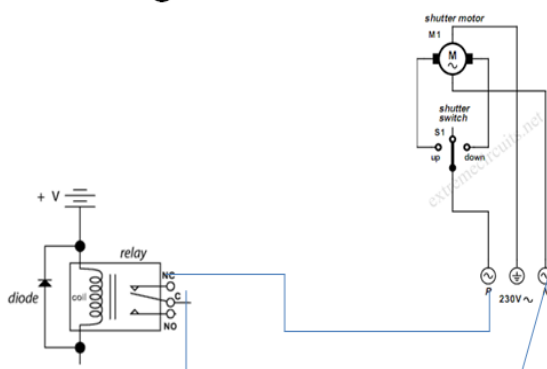 shutter motor
M1
M
shutter
switch
S1
up
down
extremecircuits.net
+ V
relay
NC
diode
coil
C
NO
P
230V ~